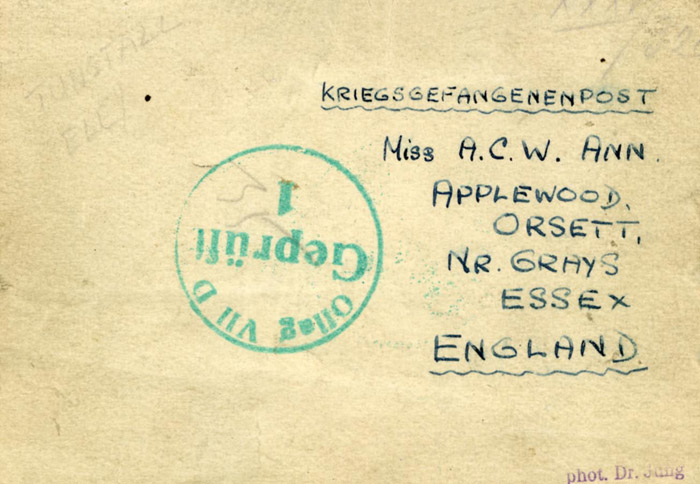 TUNSTALL
KRIEGSGEFANGENENPOST
Miss A.C.W. ANN.
APPLEWOOD,
ORSETT,
NR. GRAYS
ESSEX
ENGLAND
Oflag VII D
Geprüft
1
phot. Dr. Jung